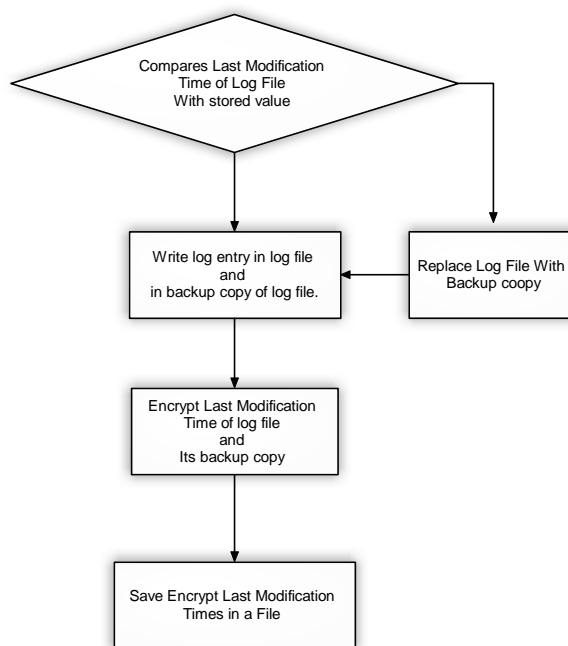 Compares Last Modification
Time of Log File
With stored value
Write log entry in log file
and
in backup copy of log file.
Replace Log File With
Backup coopy
Encrypt Last Modification
Time of log file
and
Its backup copy
Save Encrypt Last Modification
Times in a File